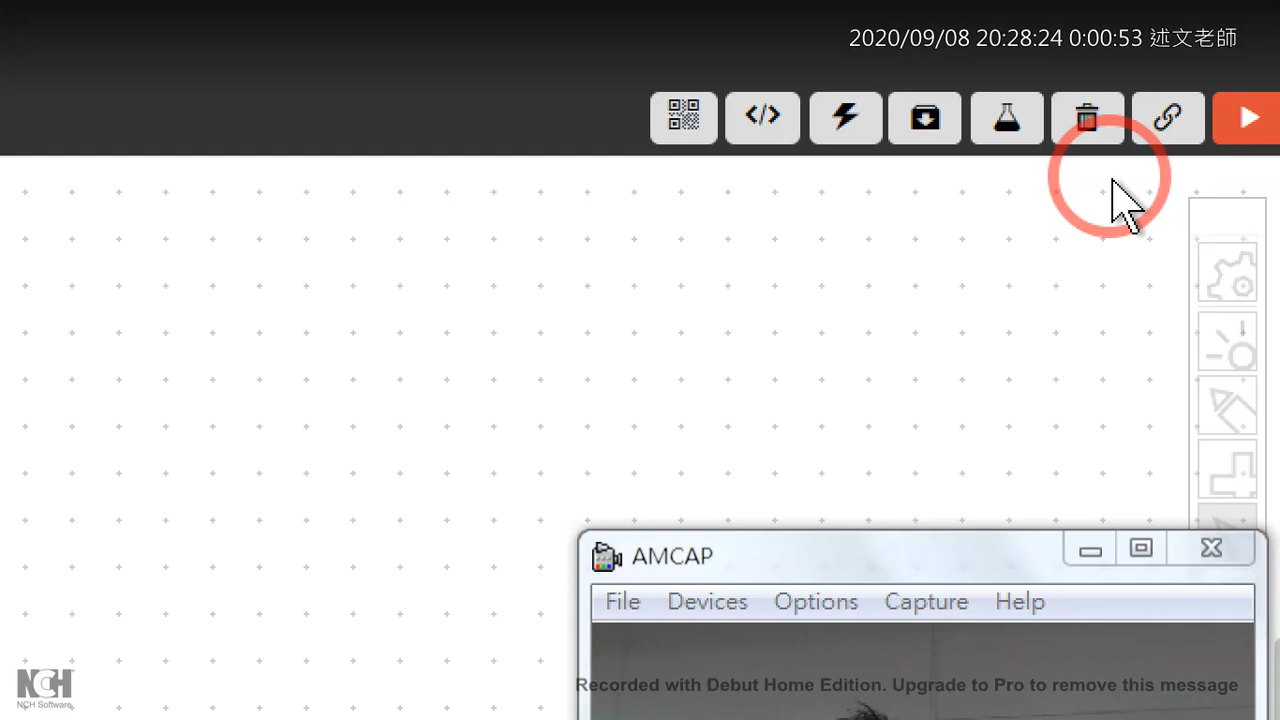 2020/09/08 20:28:24 0:00:53 述文老師
</>
AMCAP
File Devices Options Capture Help
Recorded with Debut Home Edition. Upgrade to Pro to remove this message
NCH
NCH Software